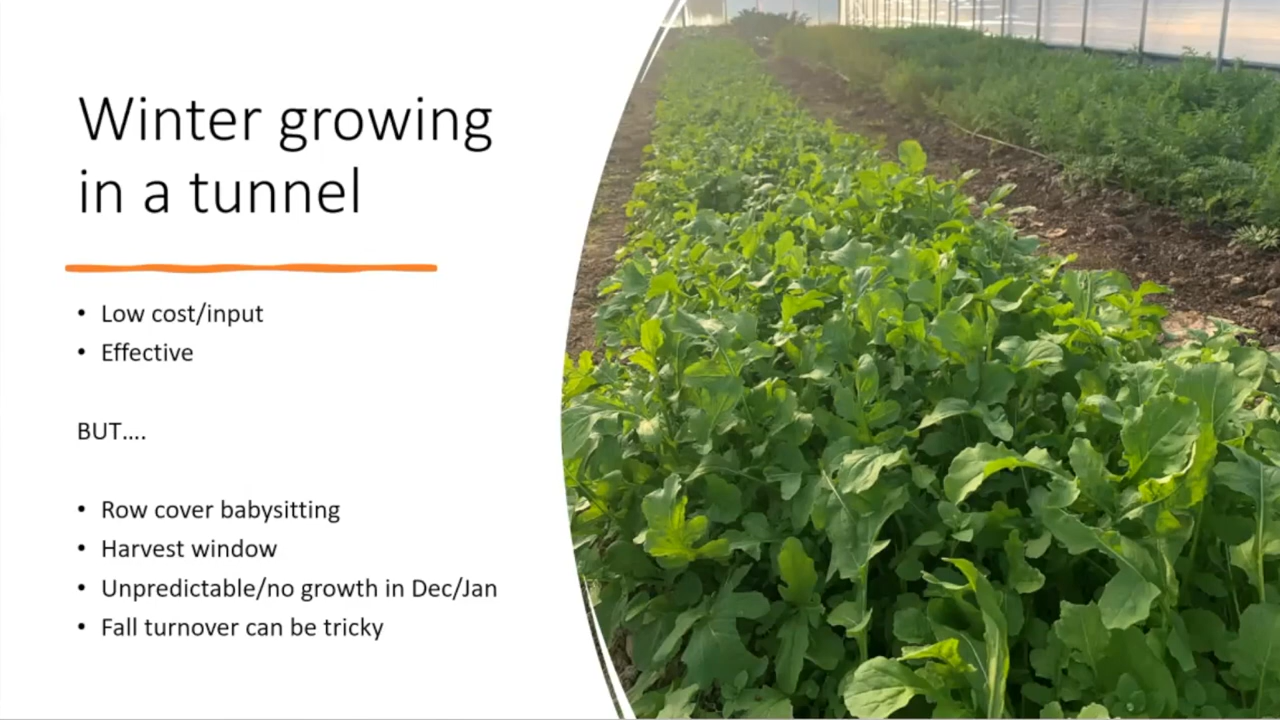 Winter growing
in a tunnel
• Low cost/input
• Effective
BUT....
• Row cover babysitting
• Harvest window
• Unpredictable/no growth in Dec/Jan
• Fall turnover can be tricky